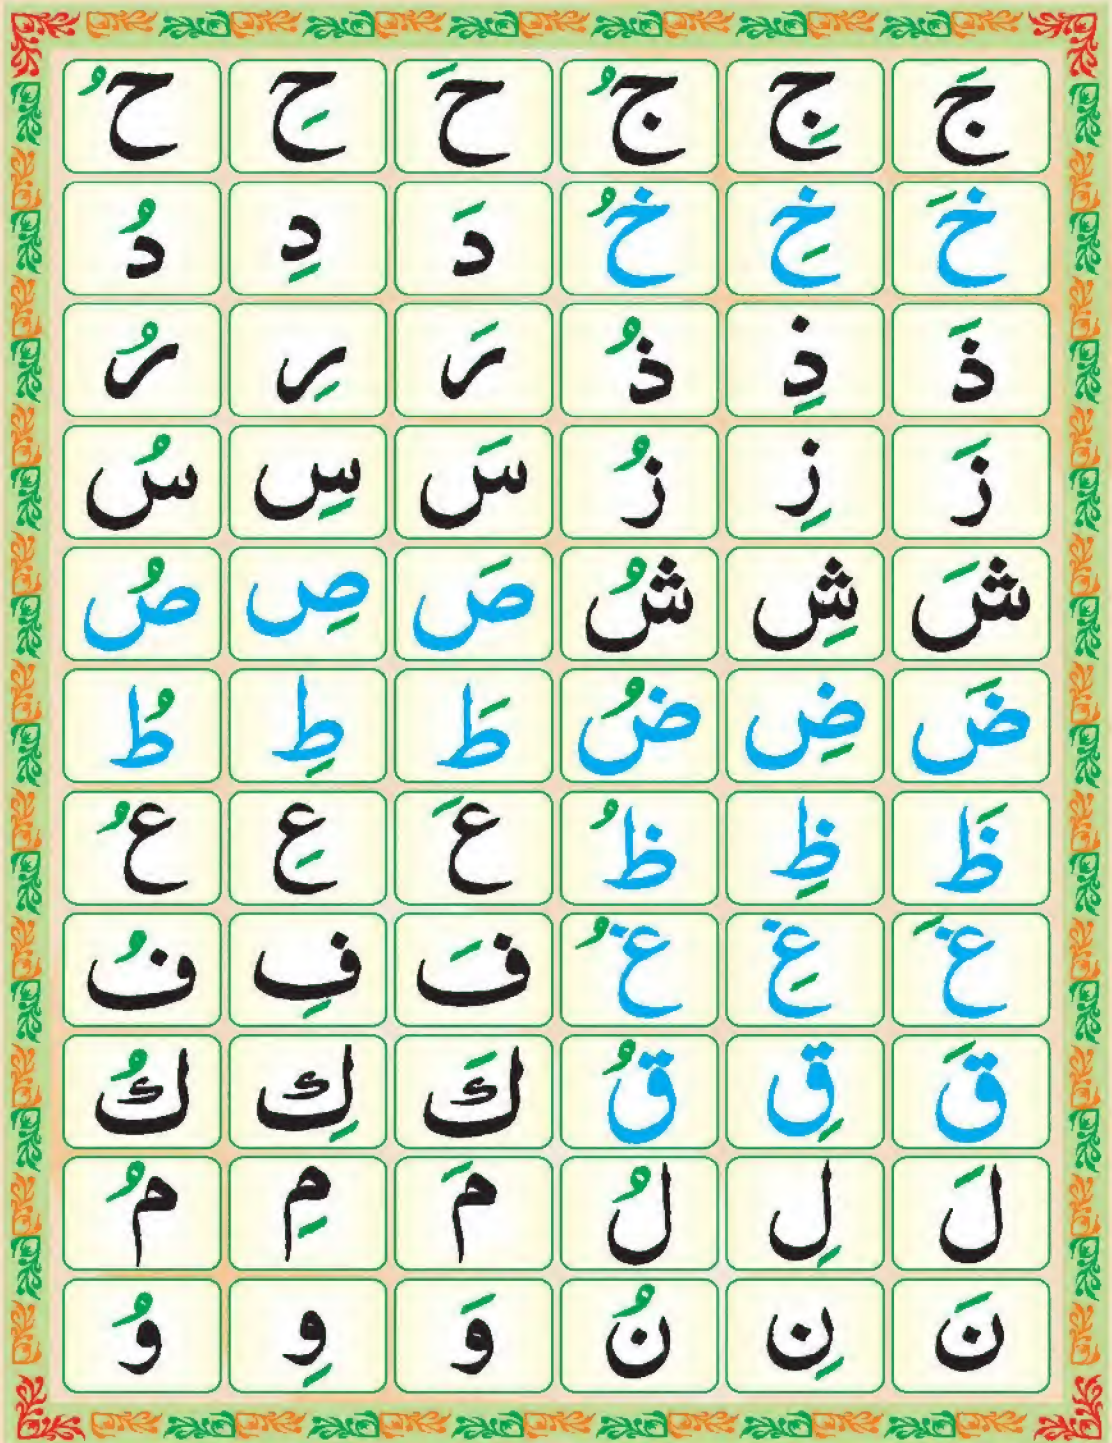 جَ جِ جُ حَ حِ حُ
خَ خِ خُ دَ دِ دُ
ذَ ذِ ذُ رَ رِ رُ
زَ زِ زُ سَ سِ سُ
شَ شِ شُ صَ صِ صُ
ضَ ضِ ضُ طَ طِ طُ
ظَ ظِ ظُ عَ عِ عُ
غَ غِ غُ فَ فِ فُ
قَ قِ قُ كَ كِ كُ
لَ لِ لُ مَ مِ مُ
نَ نِ نُ وَ وِ وُ